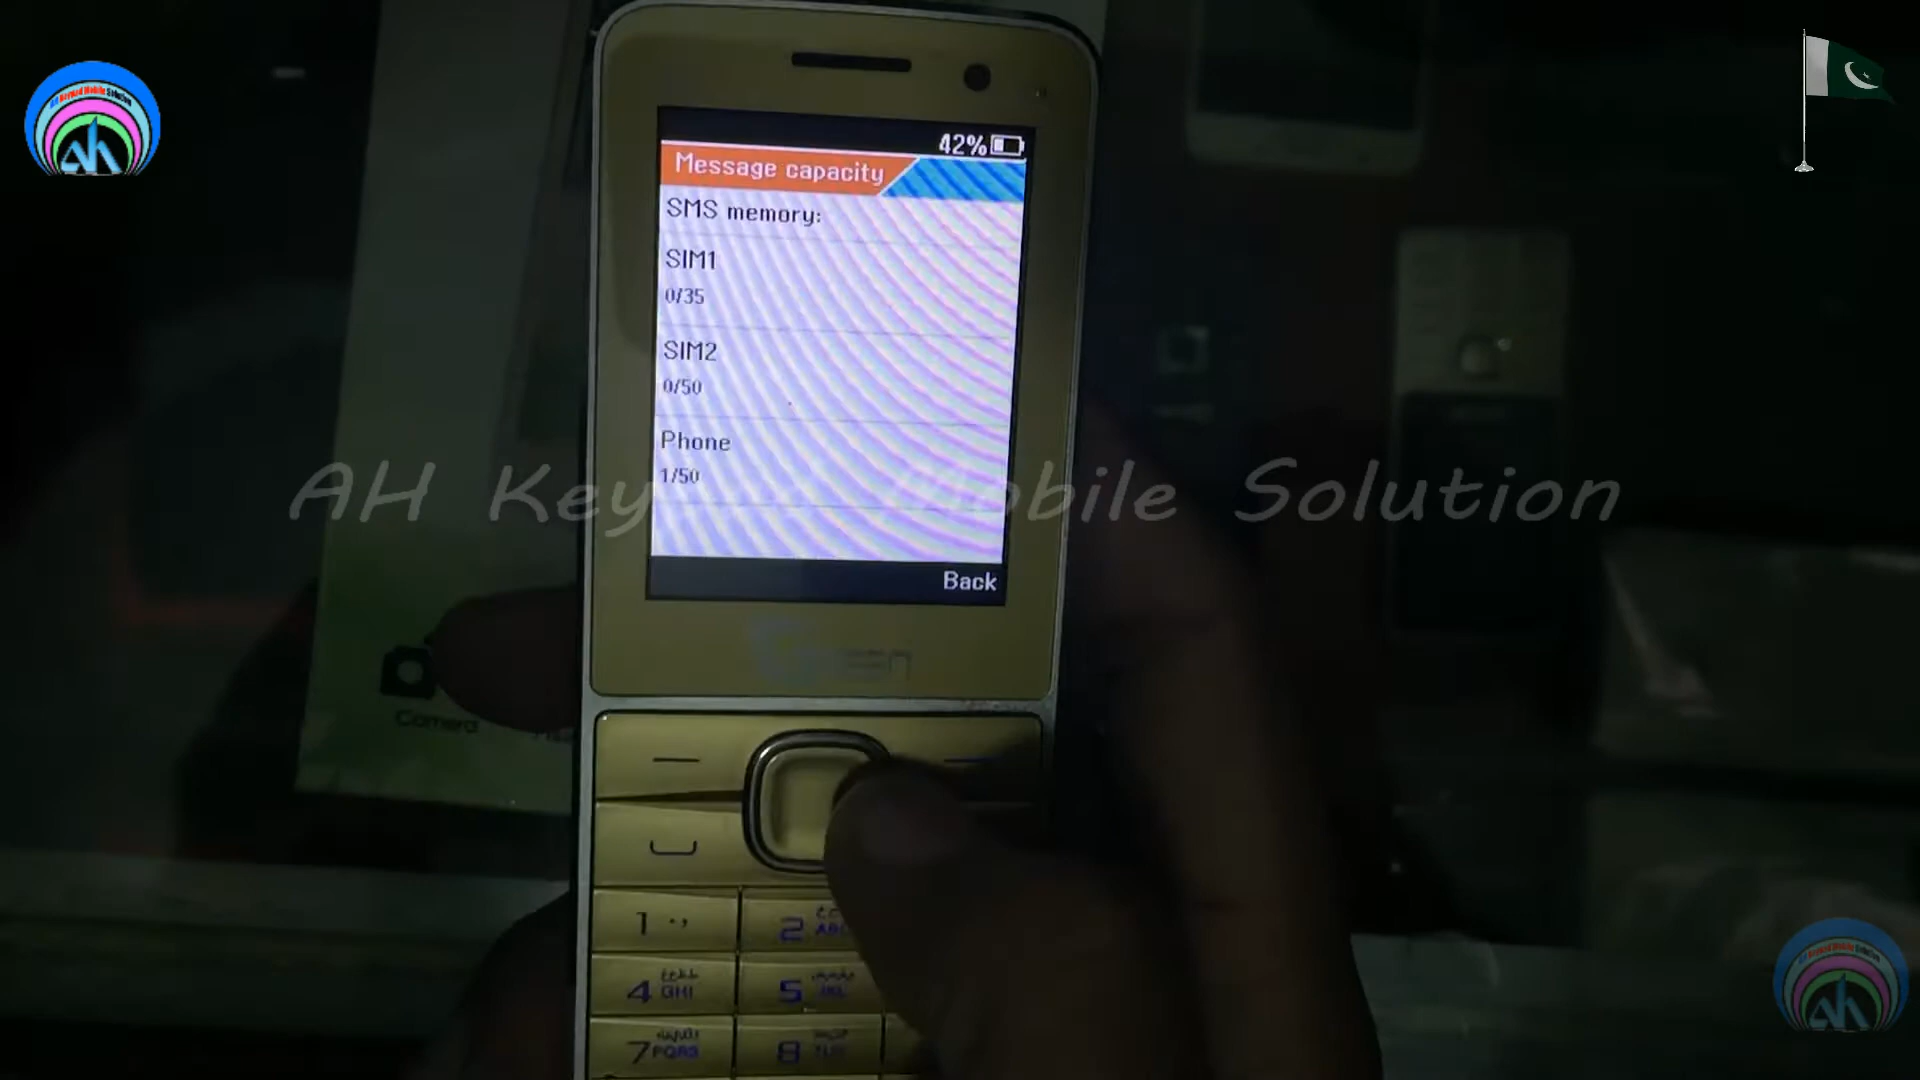 42%
Message capacity
SMS memory:
SIM1
0/35
SIM2
0/50
Phone
1/50
AH Mobile Solution
Back
Camera
1
2
4 GHI
5
7 PQRS
8